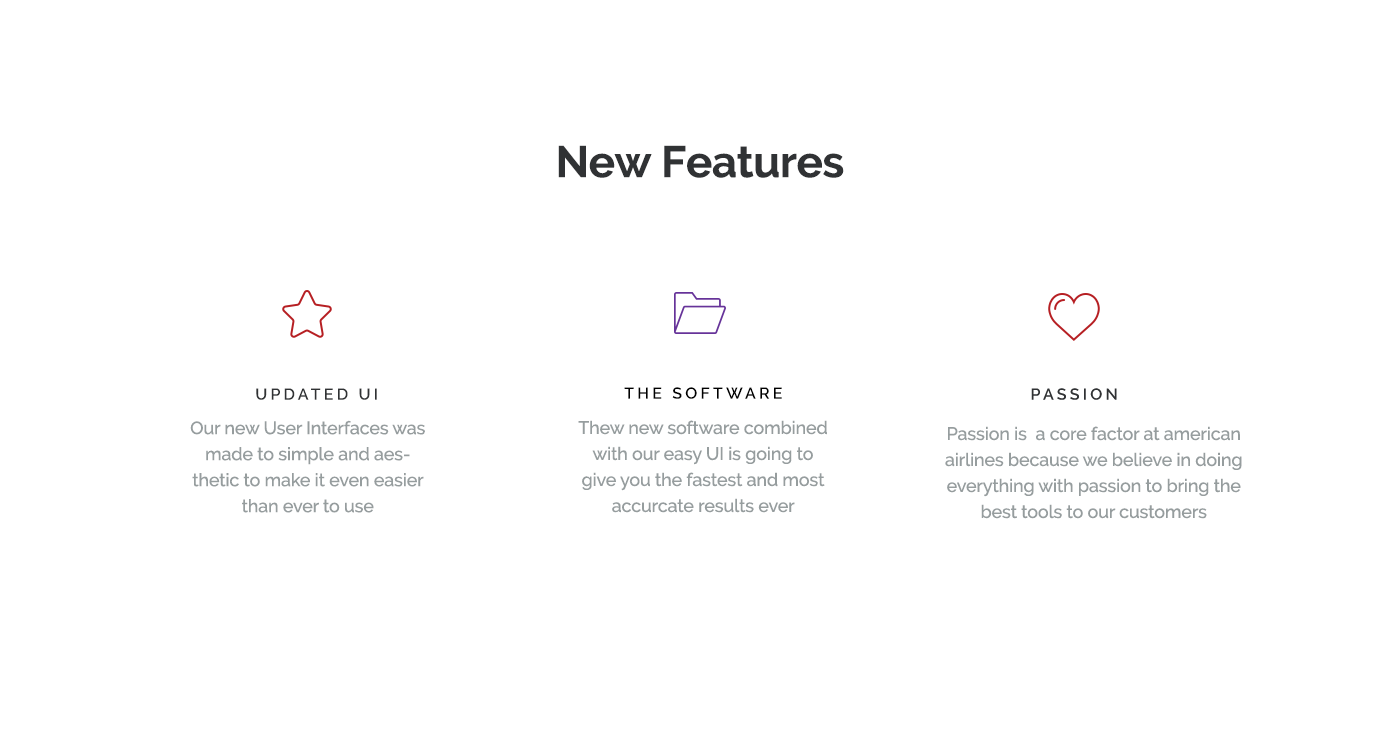 New Features
UPDATED UI
Our new User Interfaces was
made to simple and aes-
thetic to make it even easier
than ever to use
THE SOFTWARE
Thew new software combined
with our easy UI is going to
give you the fastest and most
accurcate results ever
PASSION
Passion is  a core factor at american
airlines because we believe in doing
everything with passion to bring the
best tools to our customers